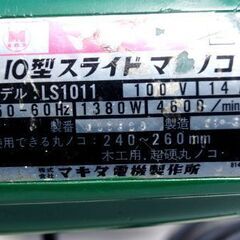 10型スライドマルノコ
モデル LS1011 100V 14A
50-60Hz 1380W 4600/min
製番 製造
使用できる丸ノコ:240~260mm
木工用、超硬丸ノコ
株式会社 マキタ電機製作所